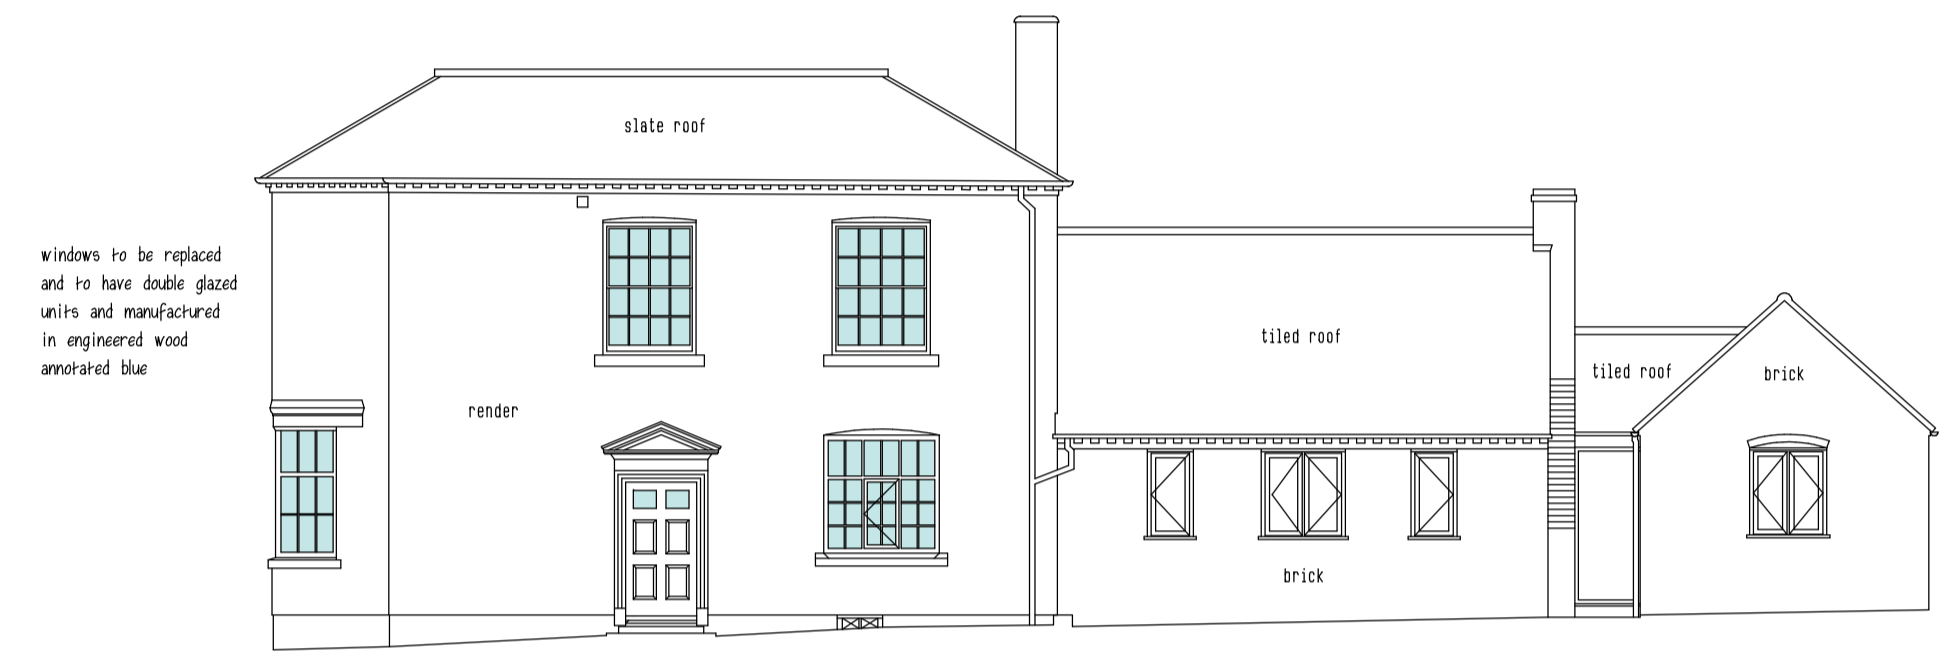 slate roof
windows to be replaced
and to have double glazed
units and manufactured
in engineered wood
annotated blue
render
tiled roof
tiled roof
brick
brick